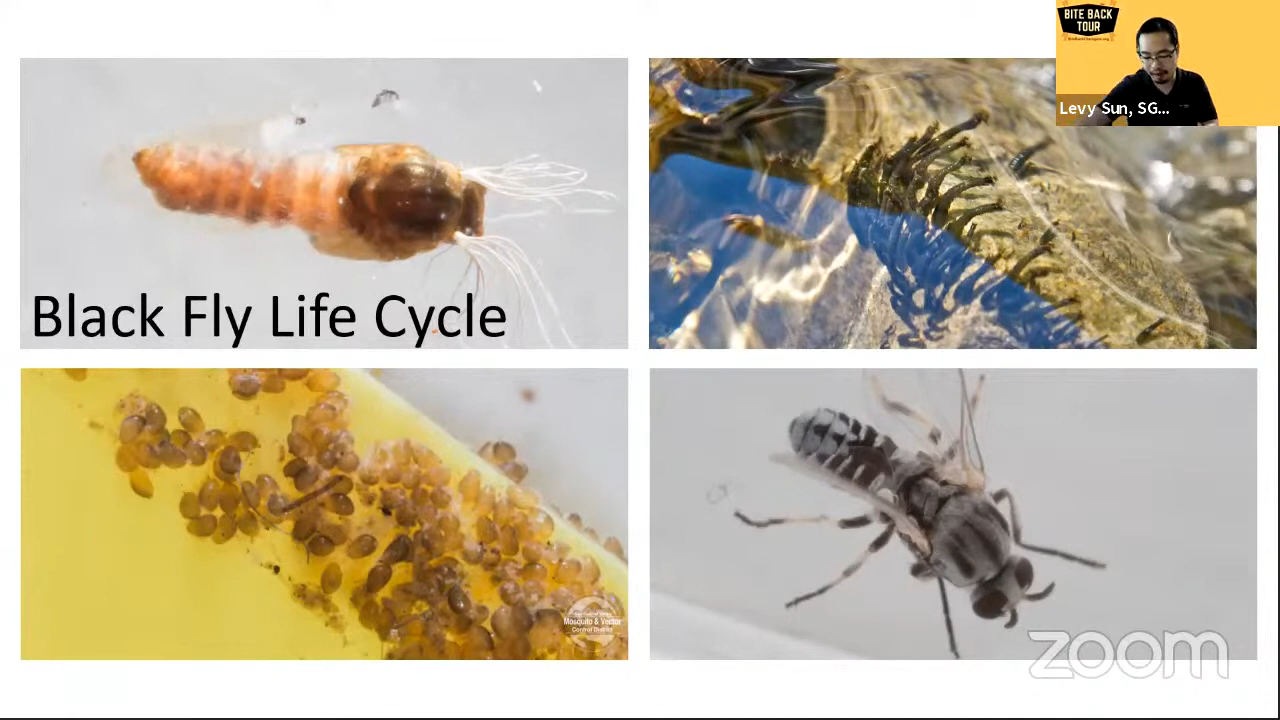 BITE BACK
TOUR
Levy Sun, SG...
Black Fly Life Cycle
Mosquito & Vector
Control District
zoom